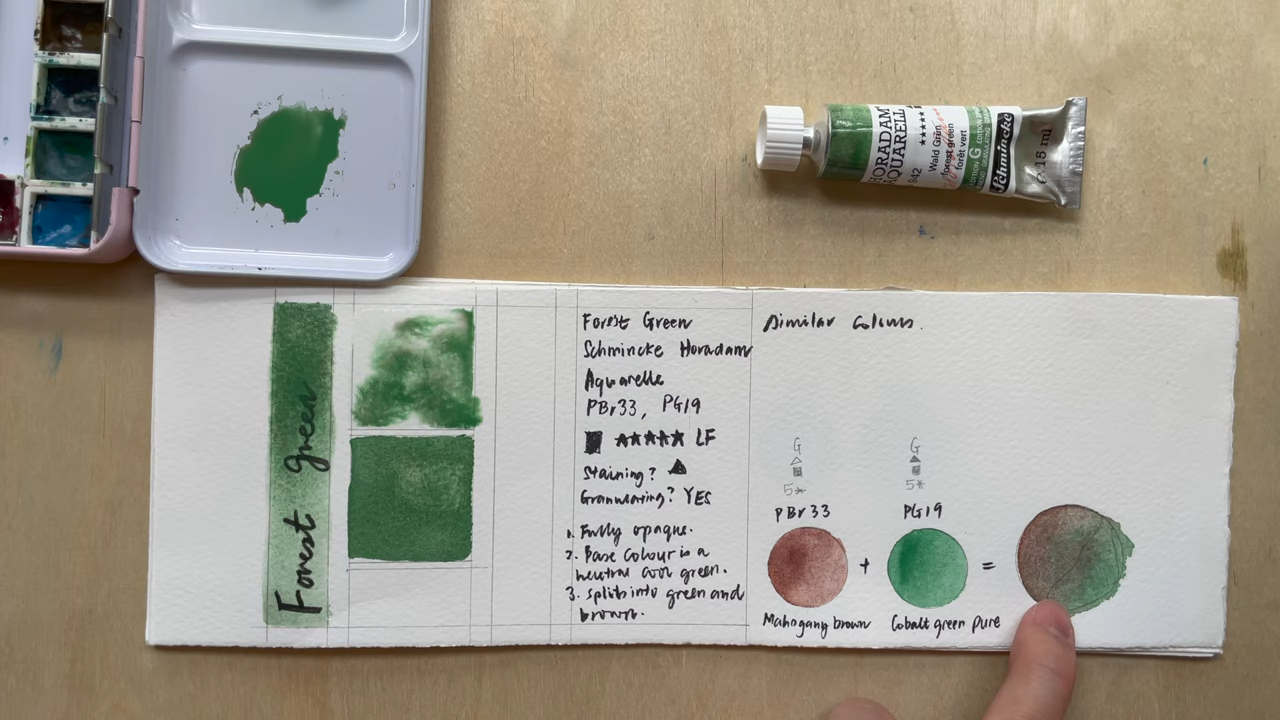 HORADAM
AQUARELL
★★★★★
942
Wald Grün
forest green
forêt vert
EDITION G
Schmincke
15 ml
Forest green
Forest Green
Schmincke Horadam
Aquarelle
PBr33, PG19
■ ★★★★★ LF
Staining? ▲
Granulating? YES
1. Fully opaque.
2. Base colour is a
neutral cool green.
3. Splits into green and
brown.
Similar Colours.
G
△
5*
PBr33
Mahogany brown
+
G
▲
5*
PG19
Cobalt green pure
=